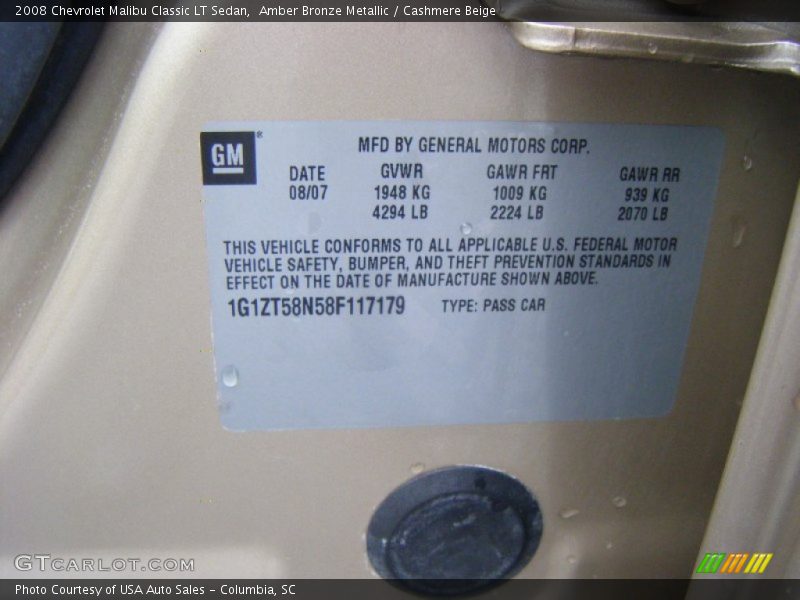 2008 Chevrolet Malibu Classic LT Sedan,  Amber Bronze Metallic / Cashmere Beige
GM®
MFD BY GENERAL MOTORS CORP.
DATE GVWR GAWR FRT GAWR RR
08/07 1948 KG 1009 KG 939 KG
4294 LB 2224 LB 2070 LB
THIS VEHICLE CONFORMS TO ALL APPLICABLE U.S. FEDERAL MOTOR
VEHICLE SAFETY, BUMPER, AND THEFT PREVENTION STANDARDS IN
EFFECT ON THE DATE OF MANUFACTURE SHOWN ABOVE.
1G1ZT58N58F117179 TYPE: PASS CAR
GTCARLOT.COM
Photo Courtesy of USA Auto Sales - Columbia, SC